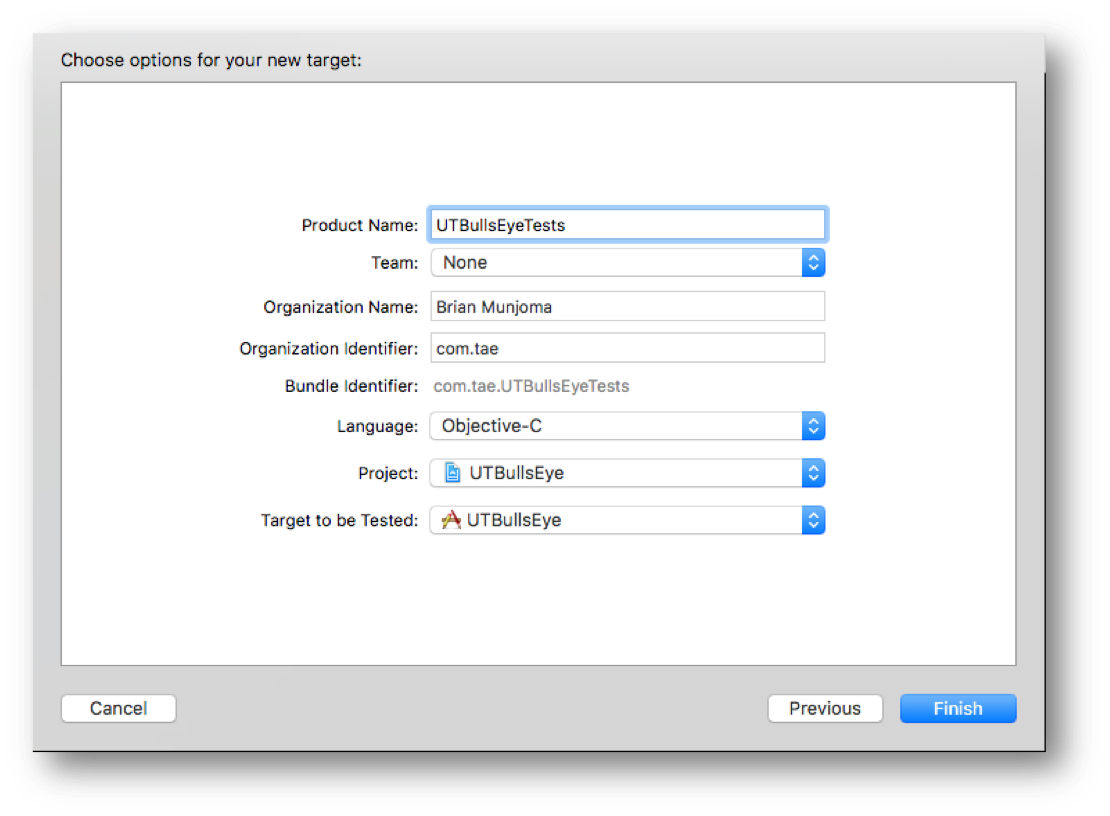 Choose options for your new target:
Product Name: UTBullsEyeTests
Team: None
Organization Name: Brian Munjoma
Organization Identifier: com.tae
Bundle Identifier: com.tae.UTBullsEyeTests
Language: Objective-C
Project: UTBullsEye
Target to be Tested: UTBullsEye
Cancel Previous Finish